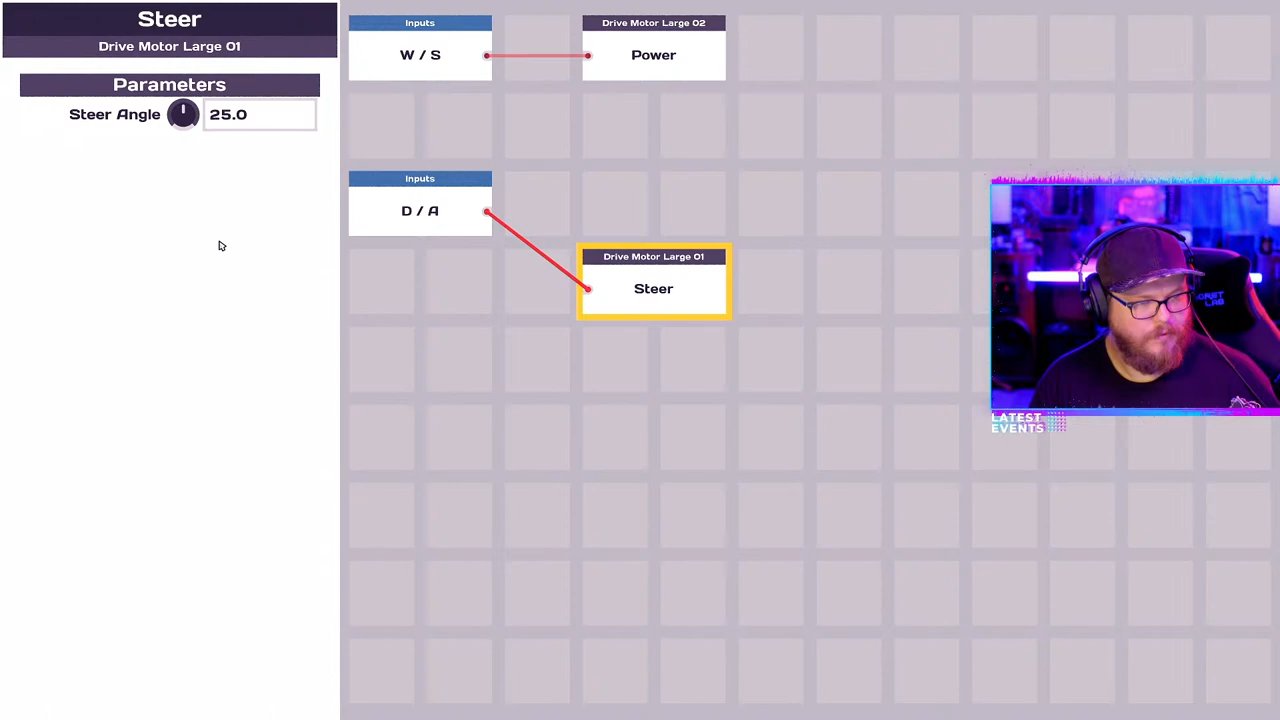 Steer
Drive Motor Large 01
Parameters
Steer Angle 25.0
Inputs
W / S
Drive Motor Large 02
Power
Inputs
D / A
Drive Motor Large 01
Steer
LATEST
EVENTS